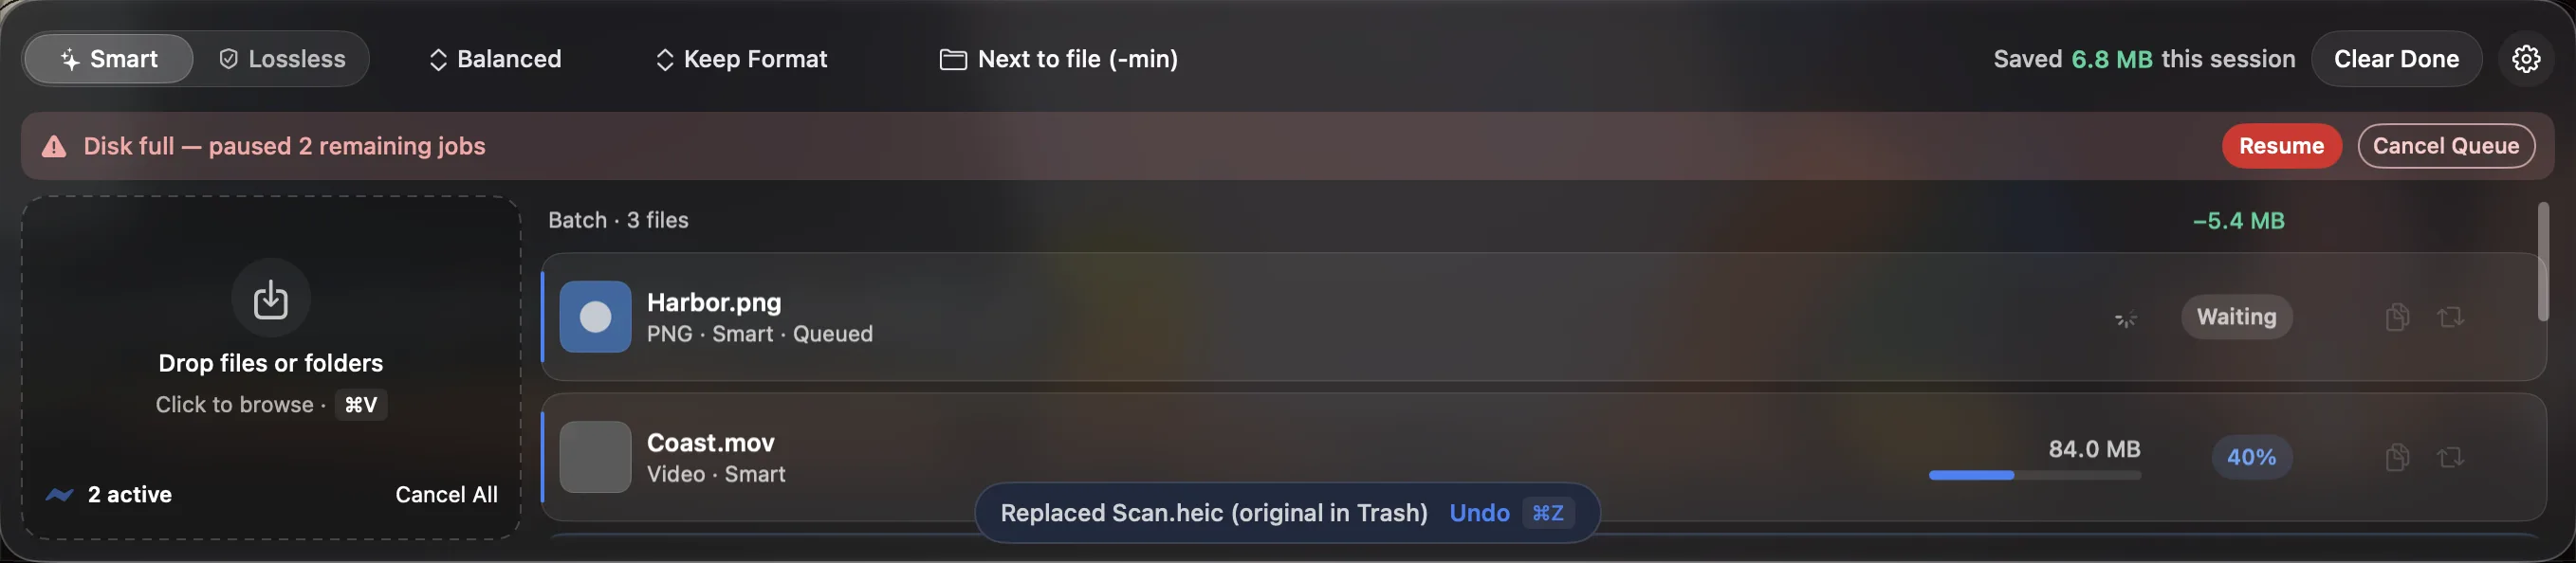 Smart Lossless Balanced Keep Format Next to file (-min) Saved 6.8 MB this session Clear Done
Disk full — paused 2 remaining jobs Resume Cancel Queue
Drop files or folders
Click to browse · ⌘V
2 active Cancel All
Batch · 3 files −5.4 MB
Harbor.png
PNG · Smart · Queued
Waiting
Coast.mov
Video · Smart
84.0 MB 40%
Replaced Scan.heic (original in Trash) Undo ⌘Z